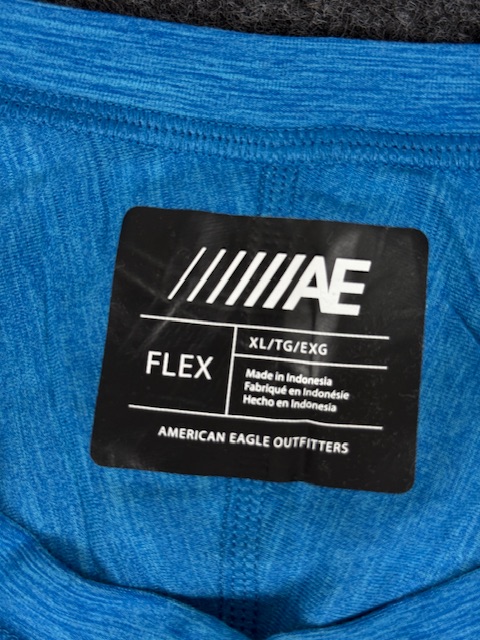 AE
FLEX
XL/TG/EXG
Made in Indonesia
Fabriqué en Indonésie
Hecho en Indonesia
AMERICAN EAGLE OUTFITTERS